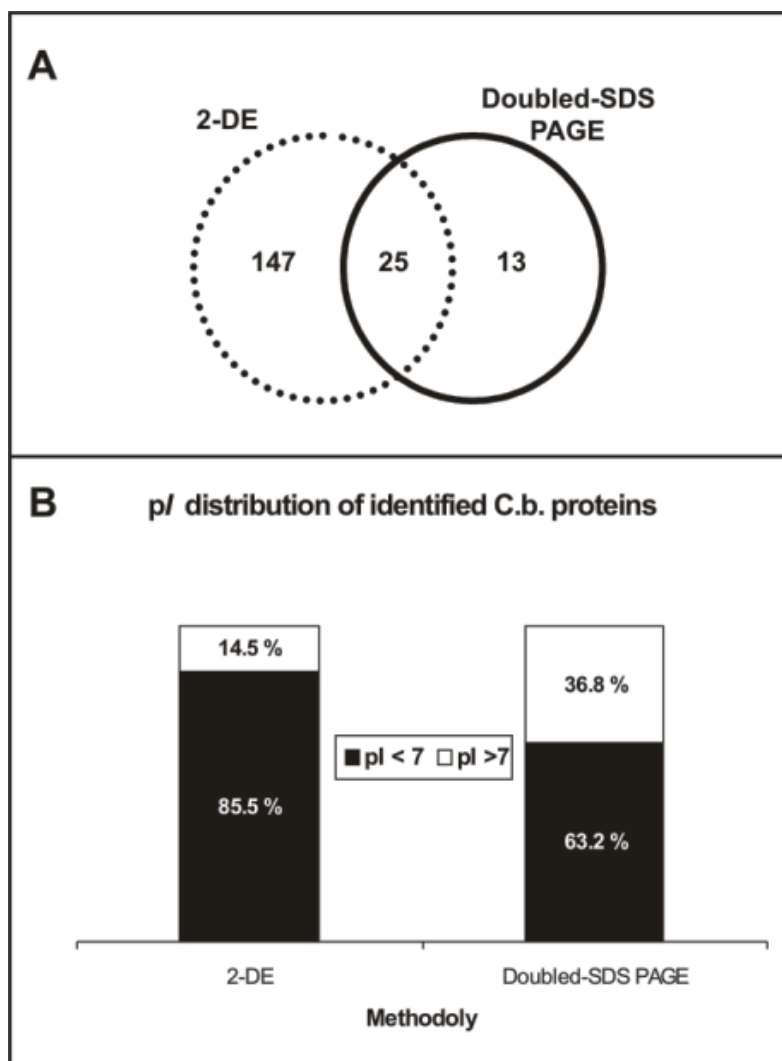 A
2-DE
Doubled-SDS
PAGE
147
25
13
B
pI distribution of identified C.b. proteins
14.5 %
36.8 %
pI < 7
pI >7
85.5 %
63.2 %
2-DE
Doubled-SDS PAGE
Methodoly